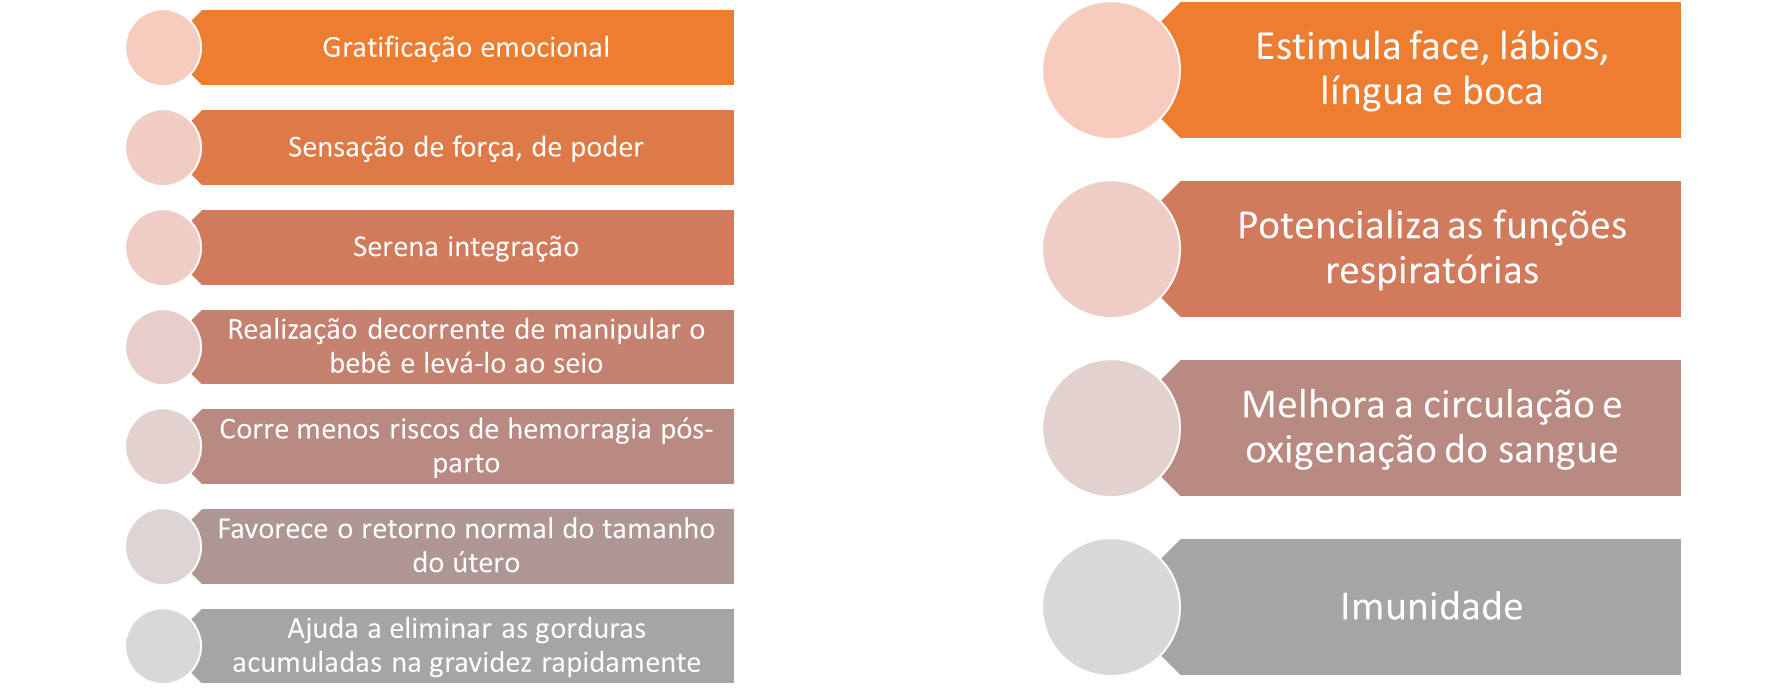 Gratificação emocional
Sensação de força, de poder
Serena integração
Realização decorrente de manipular o
bebê e levá-lo ao seio
Corre menos riscos de hemorragia pós-
parto
Favorece o retorno normal do tamanho
do útero
Ajuda a eliminar as gorduras
acumuladas na gravidez rapidamente
Estimula face, lábios,
língua e boca
Potencializa as funções
respiratórias
Melhora a circulação e
oxigenação do sangue
Imunidade